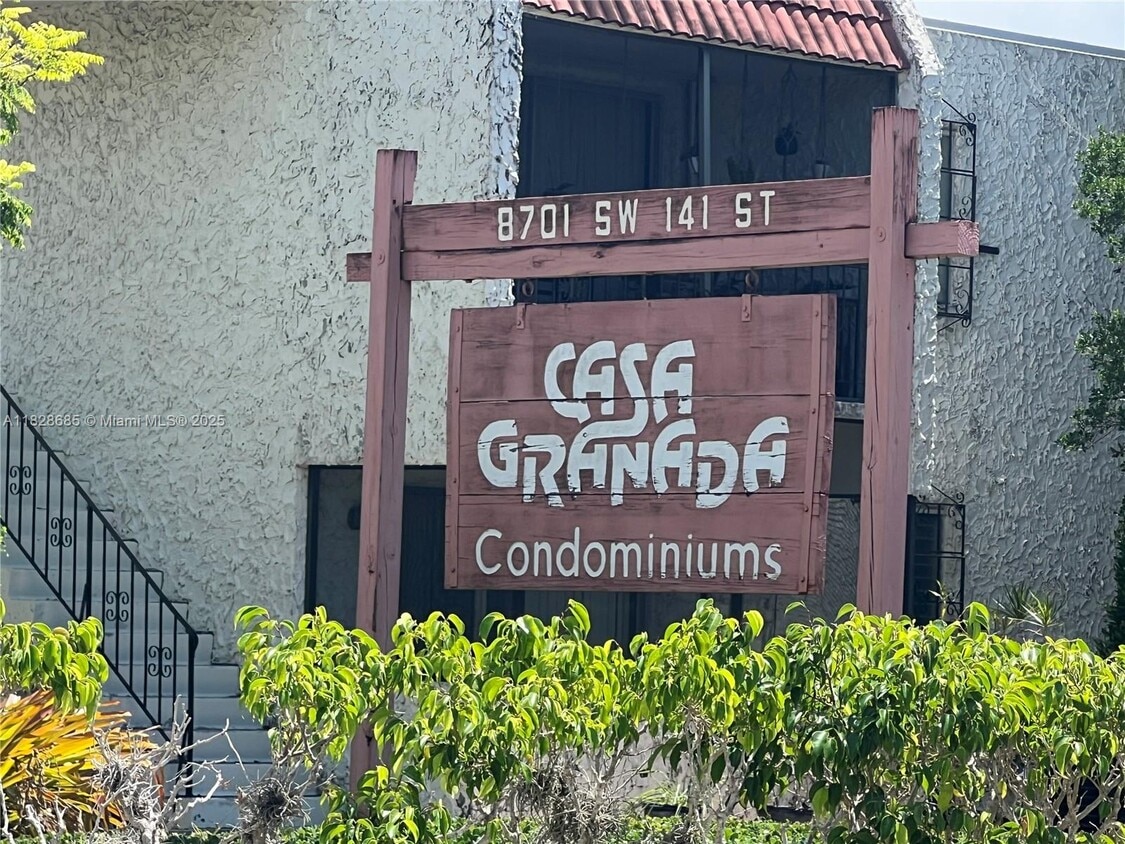 8701 SW 141 ST
CASA
GRANADA
Condominiums
A11828685 © Miami MLS® 2025